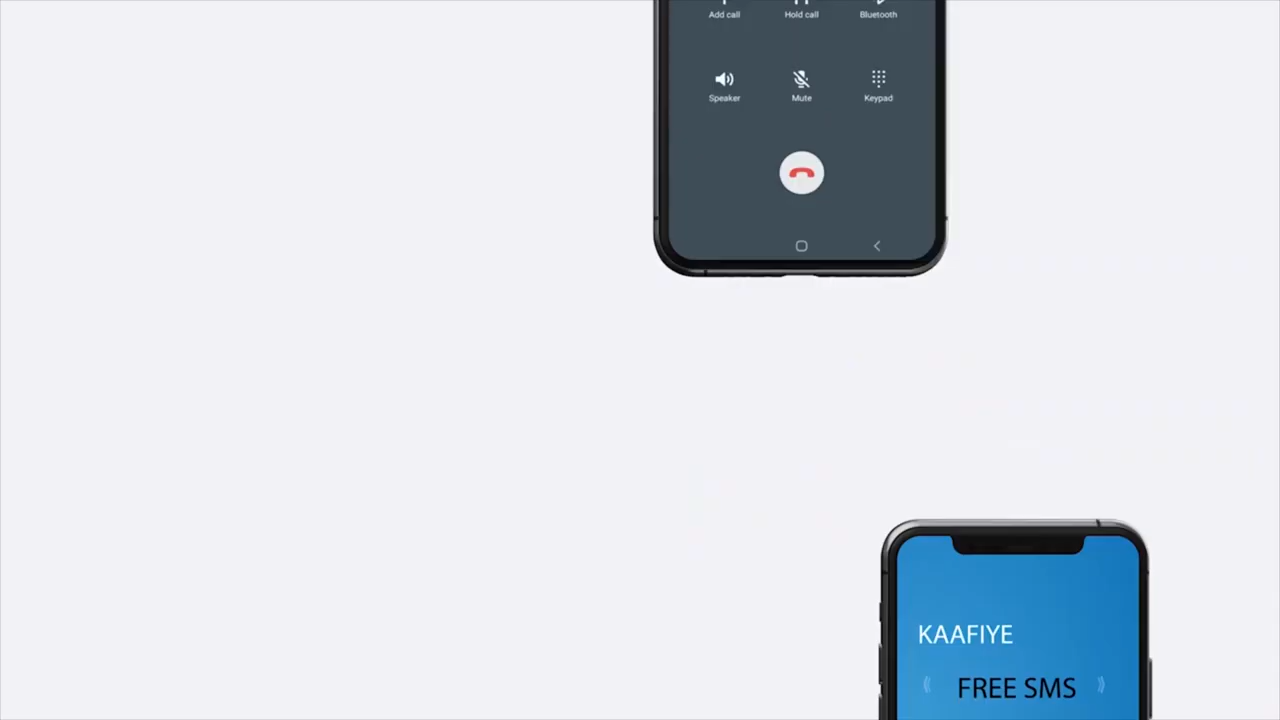 Add call Hold call Bluetooth
Speaker Mute Keypad
KAAFIYE
FREE SMS